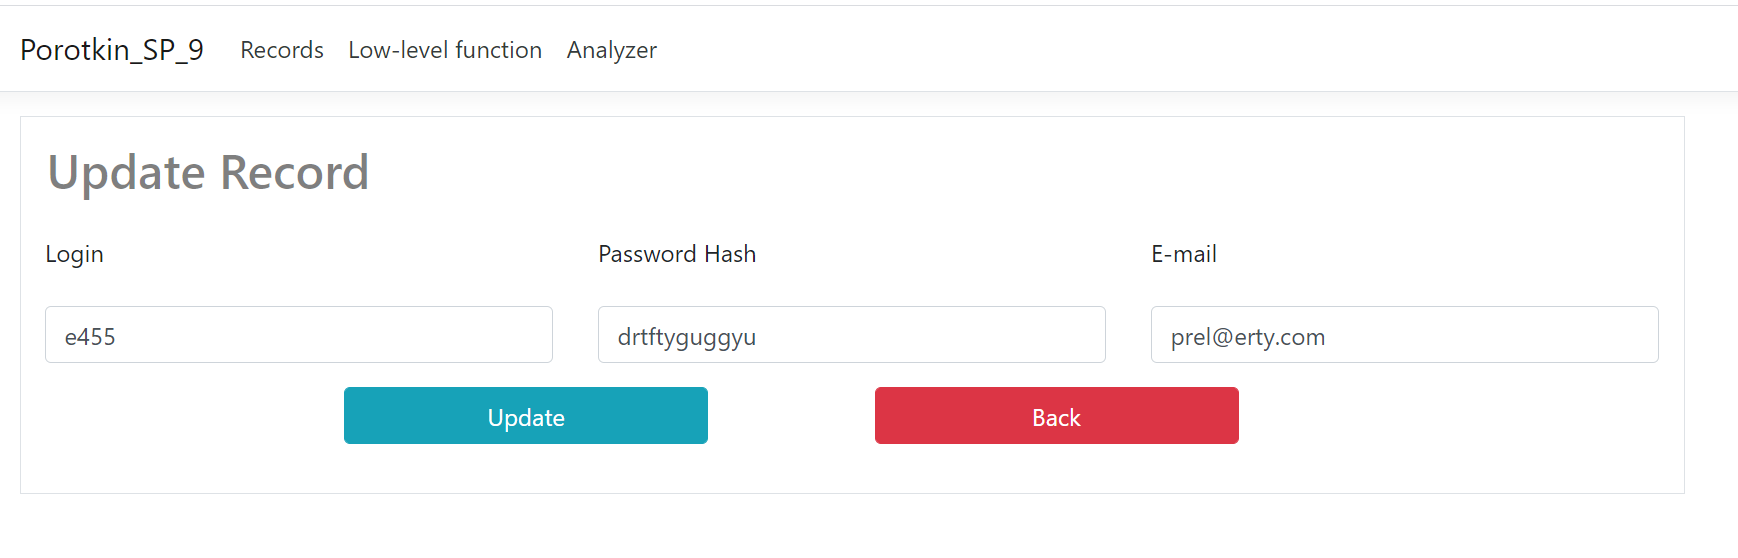 Porotkin_SP_9 Records Low-level function Analyzer
Update Record
Login Password Hash E-mail
e455 drtftyguggyu prel@erty.com
Update Back